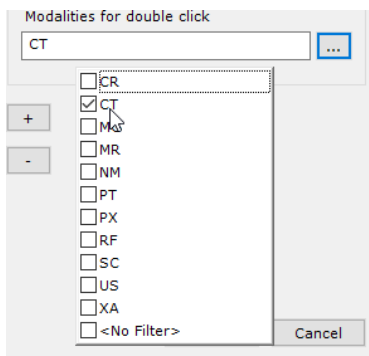 Modalities for double click
CT
...
CR
CT
MR
NM
PT
PX
RF
SC
US
XA
<No Filter>
+
-
Cancel